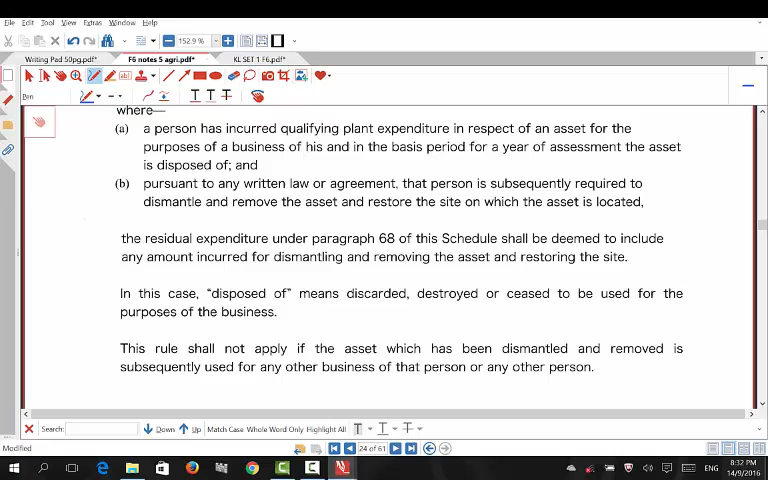 File Edit Tool View Extras Window Help
152.9 %
Writing Pad 50pg.pdf* F6 notes 5 agri.pdf* KL SET 1 F6.pdf*
Pen
where—
(a) a person has incurred qualifying plant expenditure in respect of an asset for the
purposes of a business of his and in the basis period for a year of assessment the asset
is disposed of; and
(b) pursuant to any written law or agreement, that person is subsequently required to
dismantle and remove the asset and restore the site on which the asset is located,
the residual expenditure under paragraph 68 of this Schedule shall be deemed to include
any amount incurred for dismantling and removing the asset and restoring the site.
In this case, “disposed of” means discarded, destroyed or ceased to be used for the
purposes of the business.
This rule shall not apply if the asset which has been dismantled and removed is
subsequently used for any other business of that person or any other person.
Search: Down Up Match Case Whole Word Only Highlight All
Modified 24 of 61
ENG 8:32 PM
14/9/2016